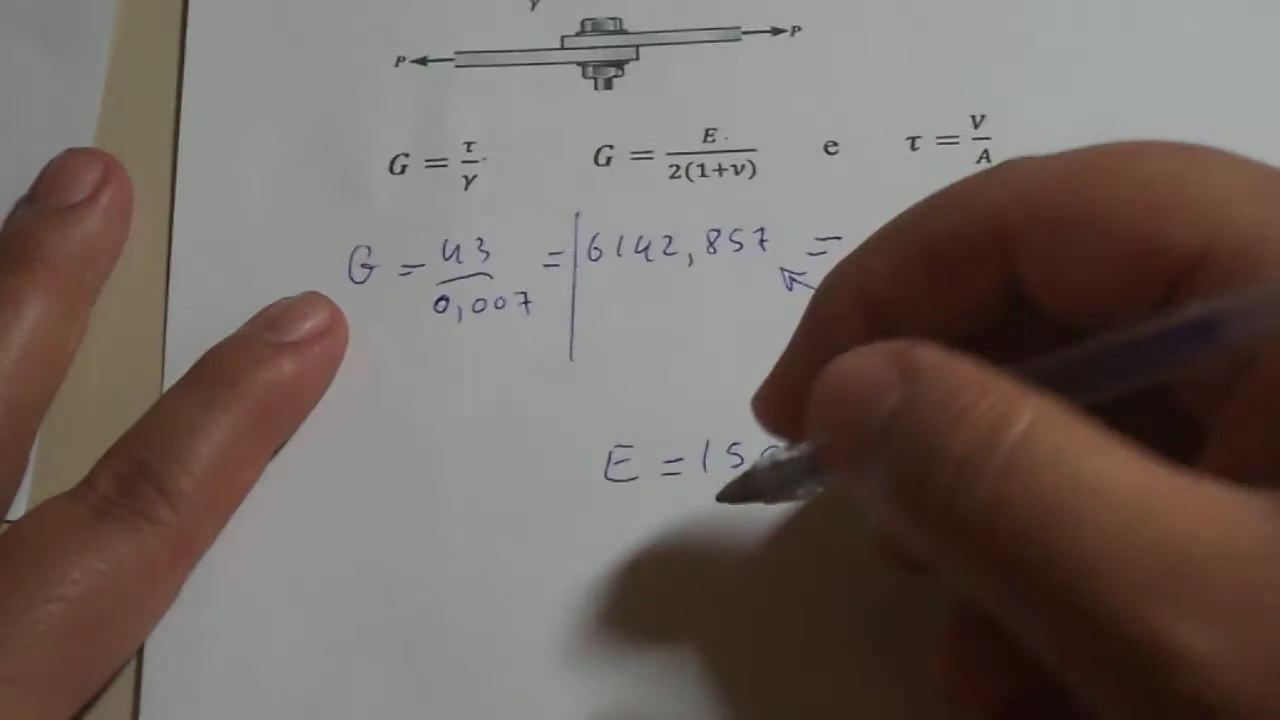 γ
P P
G = τ/γ G = E/2(1+ν) e τ = V/A
G = 43/0,007 = 6142,857 =
E = 15